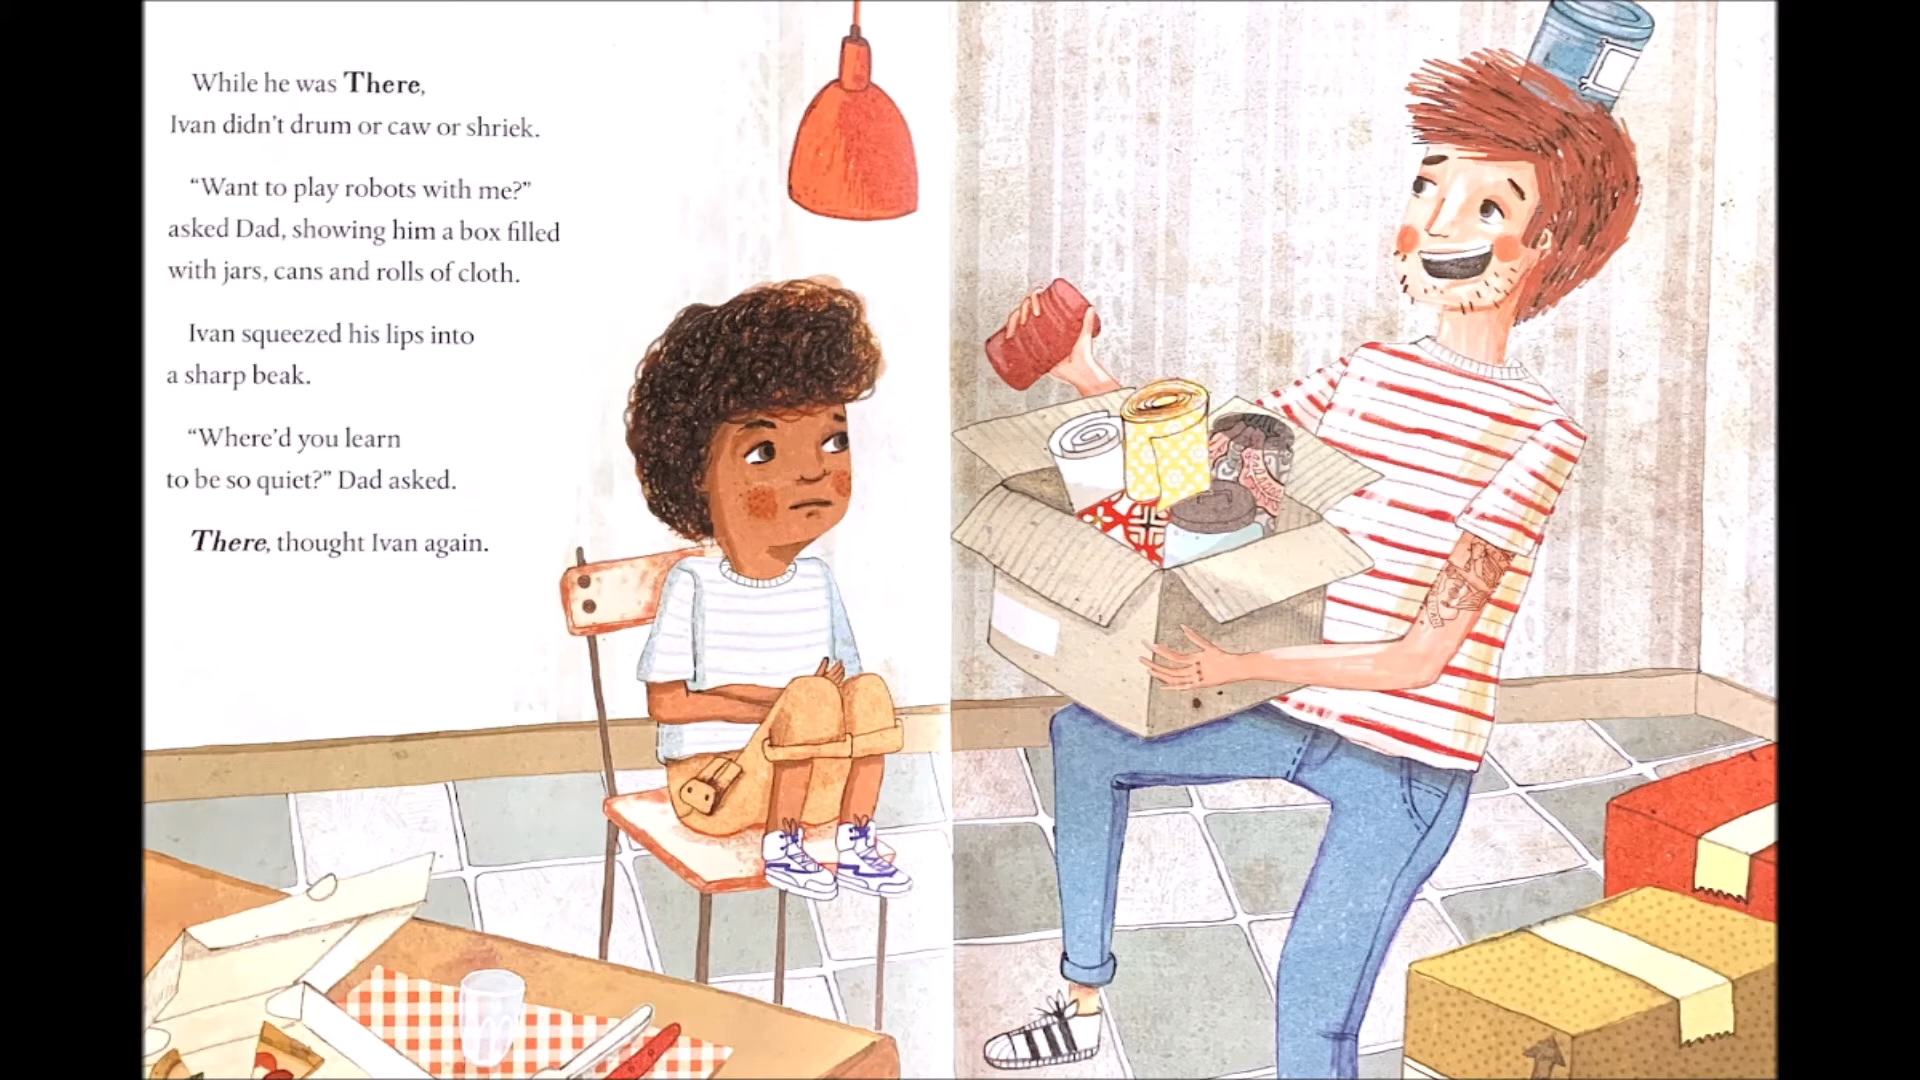 While he was There,
Ivan didn't drum or caw or shriek.
“Want to play robots with me?”
asked Dad, showing him a box filled
with jars, cans and rolls of cloth.
Ivan squeezed his lips into
a sharp beak.
“Where'd you learn
to be so quiet?” Dad asked.
There, thought Ivan again.